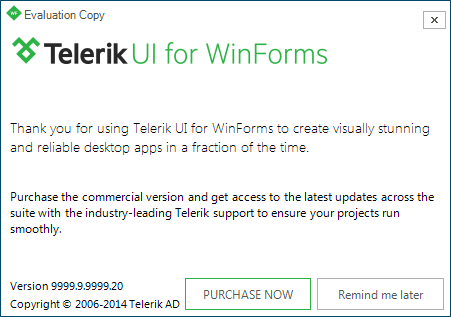 Evaluation Copy
Telerik UI for WinForms
Thank you for using Telerik UI for WinForms to create visually stunning
and reliable desktop apps in a fraction of the time.
Purchase the commercial version and get access to the latest updates across the
suite with the industry-leading Telerik support to ensure your projects run
smoothly.
Version 9999.9.9999.20
Copyright © 2006-2014 Telerik AD
PURCHASE NOW
Remind me later